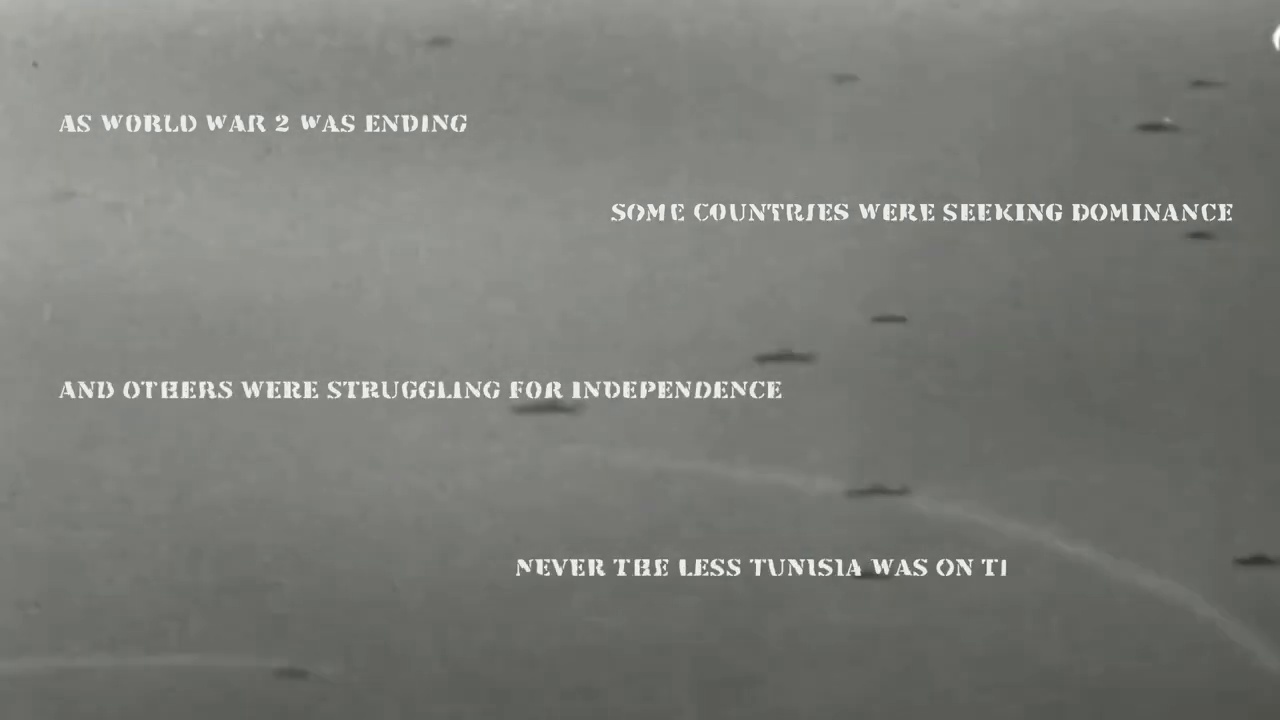 AS WORLD WAR 2 WAS ENDING
SOME COUNTRIES WERE SEEKING DOMINANCE
AND OTHERS WERE STRUGGLING FOR INDEPENDENCE
NEVER THE LESS TUNISIA WAS ON